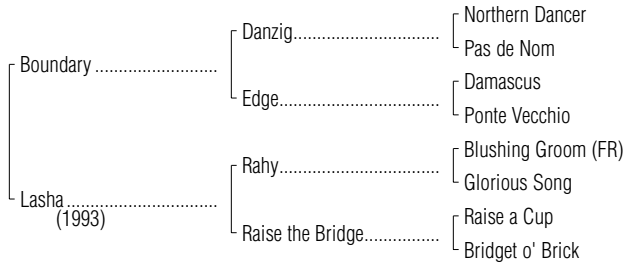 Northern Dancer
Danzig
Pas de Nom
Boundary
Damascus
Edge
Ponte Vecchio
Blushing Groom (FR)
Rahy
Glorious Song
Lasha
(1993)
Raise a Cup
Raise the Bridge
Bridget o' Brick